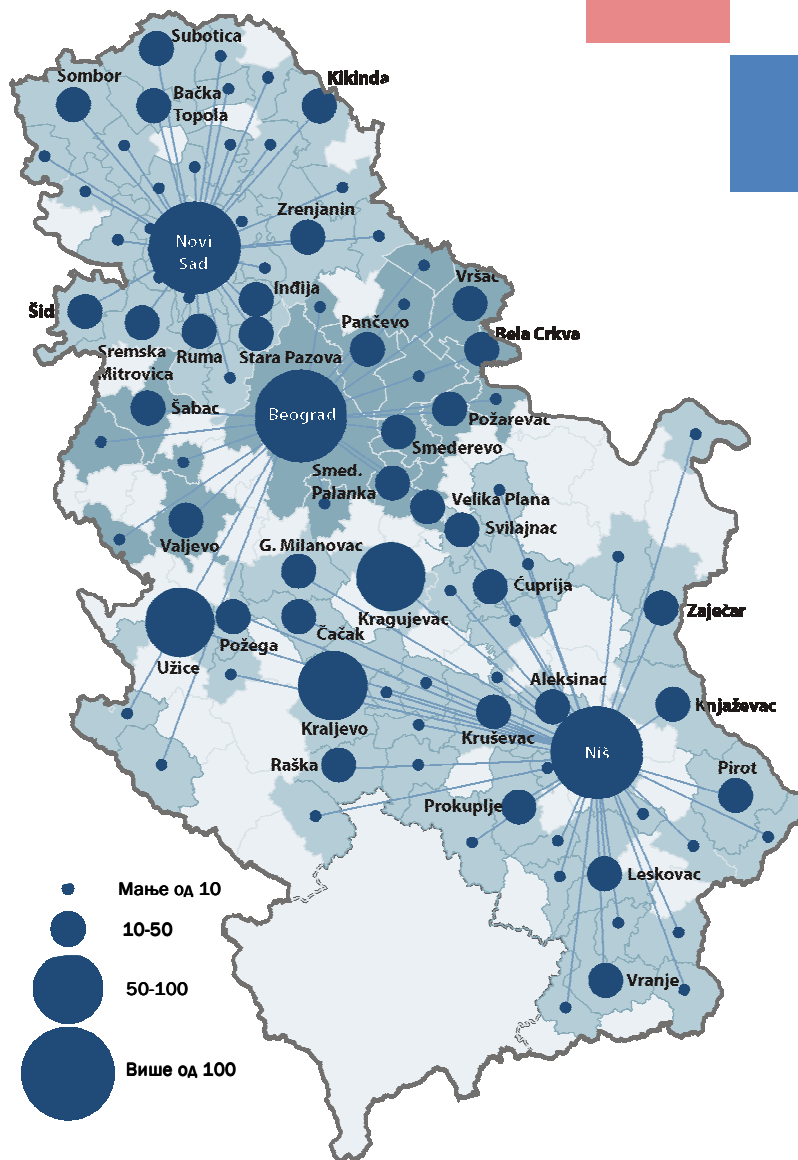 Subotica
Sombor
Kikinda
Bačka
Topola
Zrenjanin
Novi
Sad
Vršac
Inđija
Šid
Pančevo
Bela Crkva
Sremska
Mitrovica
Ruma
Stara Pazova
Šabac
Beograd
Požarevac
Smederevo
Smed.
Palanka
Velika Plana
Svilajnac
Valjevo
G. Milanovac
Ćuprija
Kragujevac
Zaječar
Čačak
Požega
Užice
Aleksinac
Knjaževac
Kraljevo
Kruševac
Niš
Raška
Pirot
Prokuplje
Leskovac
Vranje
Мање од 10
10-50
50-100
Више од 100